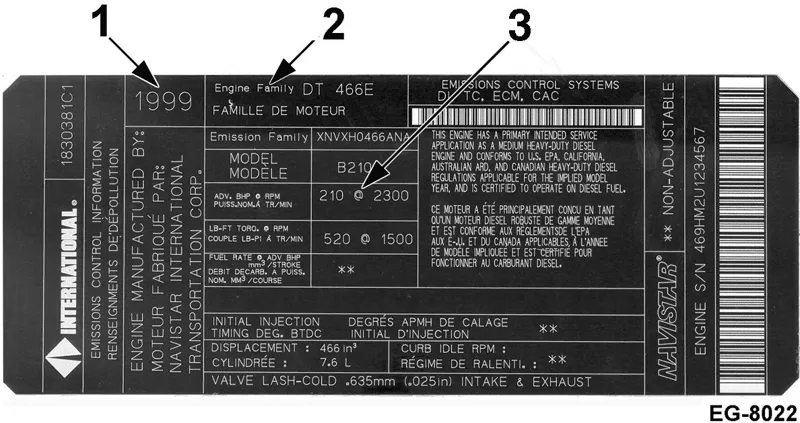 1
2
3
1830381C1
INTERNATIONAL®
EMISSIONS CONTROL INFORMATION
RENSEIGNMENTS DE DÉPOLLUTION
1999
ENGINE MANUFACTURED BY:
MOTEUR FABRIQUÉ PAR:
NAVISTAR INTERNATIONAL
TRANSPORTATION CORP.
Engine Family DT 466E
FAMILLE DE MOTEUR
EMISSIONS CONTROL SYSTEMS
DI, TC, ECM, CAC
Emission Family XNVXH0466ANA
MODEL
MODÈLE
B210
ADV. BHP @ RPM
PUISS.NOM.Á TR/MIN
210 @ 2300
LB-FT TORQ. @ RPM
COUPLE LB-PI Á TR/MIN
520 @ 1500
FUEL RATE @ ADV BHP
mm³/STROKE
DEBIT DECARB. A PUISS.
NOM. MM³/COURSE
**
THIS ENGINE HAS A PRIMARY INTENDED SERVICE
APPLICATION AS A MEDIUM HEAVY-DUTY DIESEL
ENGINE AND CONFORMS TO U.S. EPA, CALIFORNIA,
AUSTRALIAN ARD, AND CANADIAN HEAVY-DUTY DIESEL
REGULATIONS APPLICABLE FOR THE IMPLIED MODEL
YEAR, AND IS CERTIFIED TO OPERATE ON DIESEL FUEL.
CE MOTEUR A ÉTÉ PRINCIPALEMENT CONÇU EN TANT
QU'UN MOTEUR DIESEL ROBUSTE DE GAMME MOYENNE
ET EST CONFORME AUX REGLEMENTS DE L'EPA
AUX E-.U. ET DU CANADA APPLICABLES, À L'ANNEE
DE MODÈLE IMPLIQUEE ET EST CERTIFIÉ POUR
FONCTIONNER AU CARBURANT DIESEL.
INITIAL INJECTION
TIMING DEG. BTDC
DEGRÉS APMH DE CALAGE
INITIAL D'INJECTION
**
DISPLACEMENT : 466 in³
CYLINDRÉE : 7.6 L
CURB IDLE RPM :
RÉGIME DE RALENTI. :
**
VALVE LASH-COLD .635mm (.025in) INTAKE & EXHAUST
** NON-ADJUSTABLE
NAVISTAR®
ENGINE S/N 469HM2U1234567
EG-8022